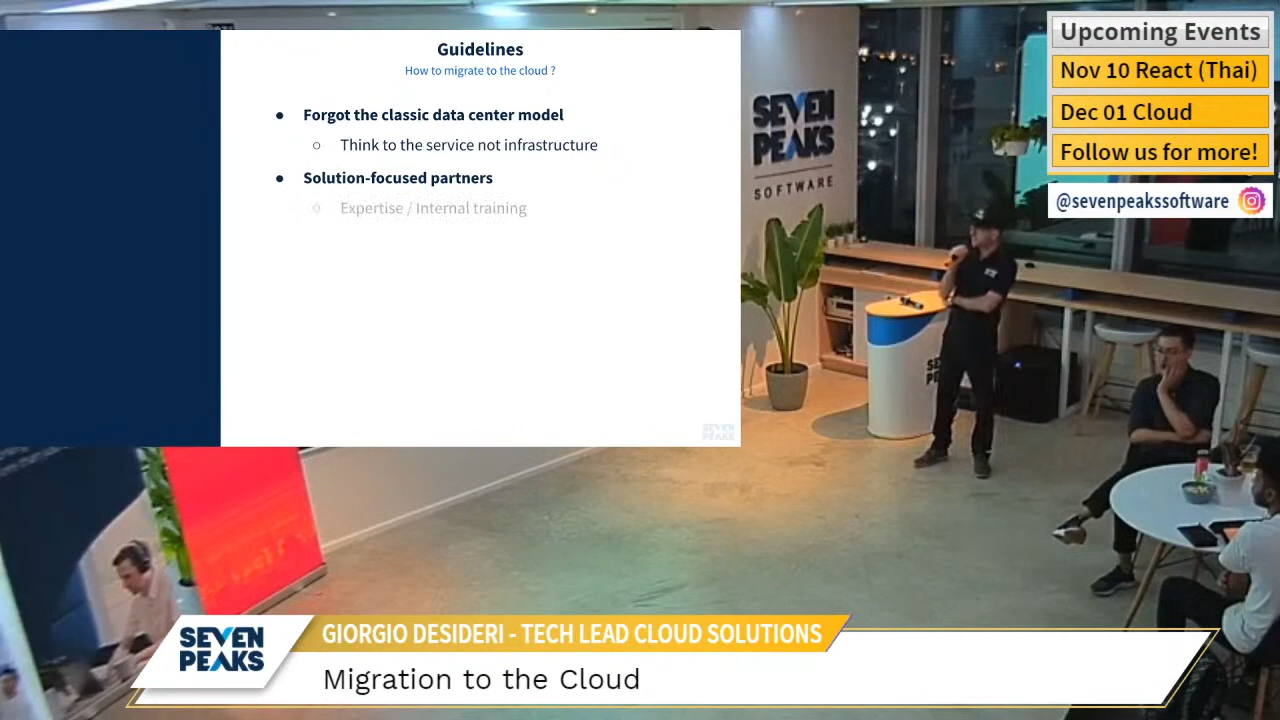 Guidelines
How to migrate to the cloud ?
● Forgot the classic data center model
○ Think to the service not infrastructure
● Solution-focused partners
○ Expertise / Internal training
SEVEN
PEAKS
SEVEN
PEAKS
SOFTWARE
Upcoming Events
Nov 10 React (Thai)
Dec 01 Cloud
Follow us for more!
@sevenpeakssoftware
SEVEN
PEAKS
GIORGIO DESIDERI - TECH LEAD CLOUD SOLUTIONS
Migration to the Cloud